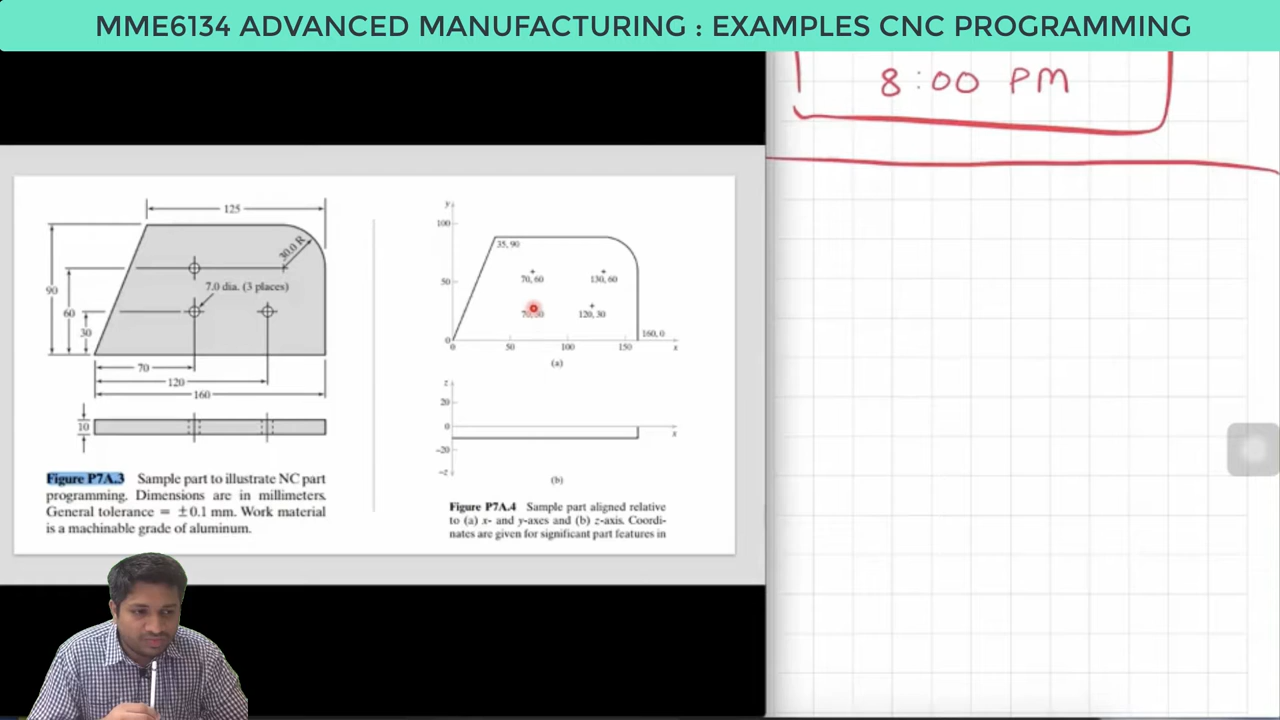 MME6134 ADVANCED MANUFACTURING : EXAMPLES CNC PROGRAMMING
8:00 PM
125
30.0 R
90
60
30
7.0 dia. (3 places)
70
120
160
10
Figure P7A.3 Sample part to illustrate NC part
programming. Dimensions are in millimeters.
General tolerance = ±0.1 mm. Work material
is a machinable grade of aluminum.
y
100
50
0
35, 90
70, 60
130, 60
120, 30
160, 0
0
50
100
150
x
(a)
z
20
0
-20
-z
x
(b)
Figure P7A.4 Sample part aligned relative
to (a) x- and y-axes and (b) z-axis. Coordi-
nates are given for significant part features in